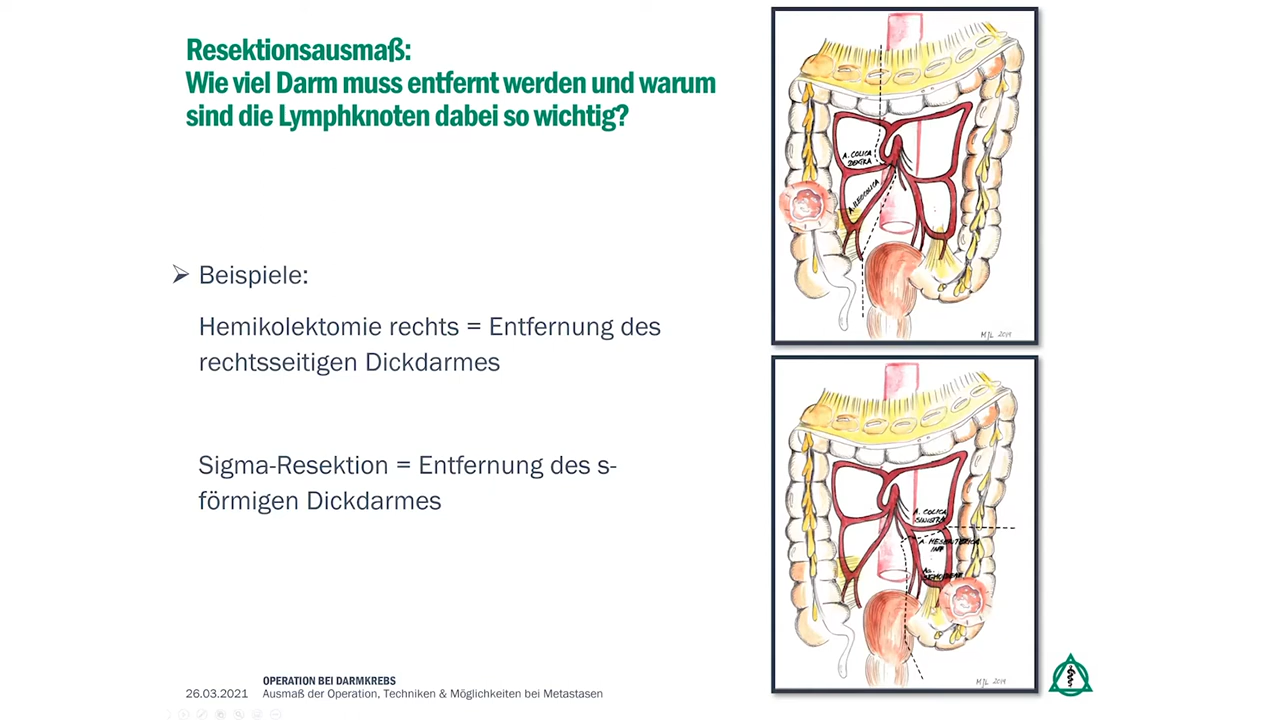 Resektionsausmaß:
Wie viel Darm muss entfernt werden und warum
sind die Lymphknoten dabei so wichtig?
Beispiele:
Hemikolektomie rechts = Entfernung des
rechtsseitigen Dickdarmes
Sigma-Resektion = Entfernung des s-
förmigen Dickdarmes
A. COLICA
DEXTRA
A. ILEOCOLICA
MJL 2019
A. COLICA
SINISTRA
A. MESENTERICA
INF
MJL 2019
OPERATION BEI DARMKREBS
26.03.2021 Ausmaß der Operation, Techniken & Möglichkeiten bei Metastasen